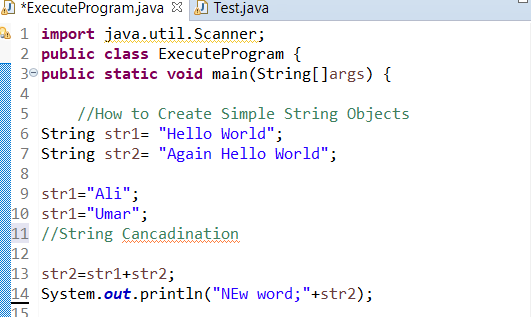 *ExecuteProgram.java Test.java
1 import java.util.Scanner;
2 public class ExecuteProgram {
3 public static void main(String[]args) {
4
5 //How to Create Simple String Objects
6 String str1= "Hello World";
7 String str2= "Again Hello World";
8
9 str1="Ali";
10 str1="Umar";
11 //String Cancadination
12
13 str2=str1+str2;
14 System.out.println("NEw word;"+str2);
15